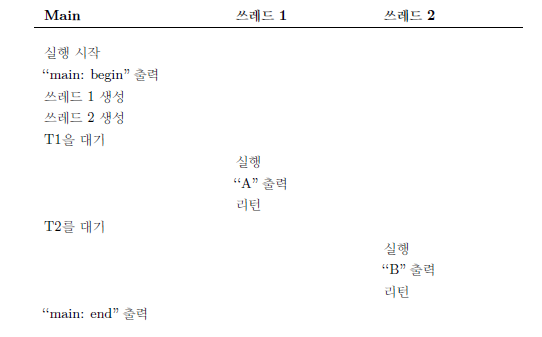 Main 쓰레드 1 쓰레드 2
실행 시작
“main: begin” 출력
쓰레드 1 생성
쓰레드 2 생성
T1을 대기
실행
“A” 출력
리턴
T2를 대기
실행
“B” 출력
리턴
“main: end” 출력